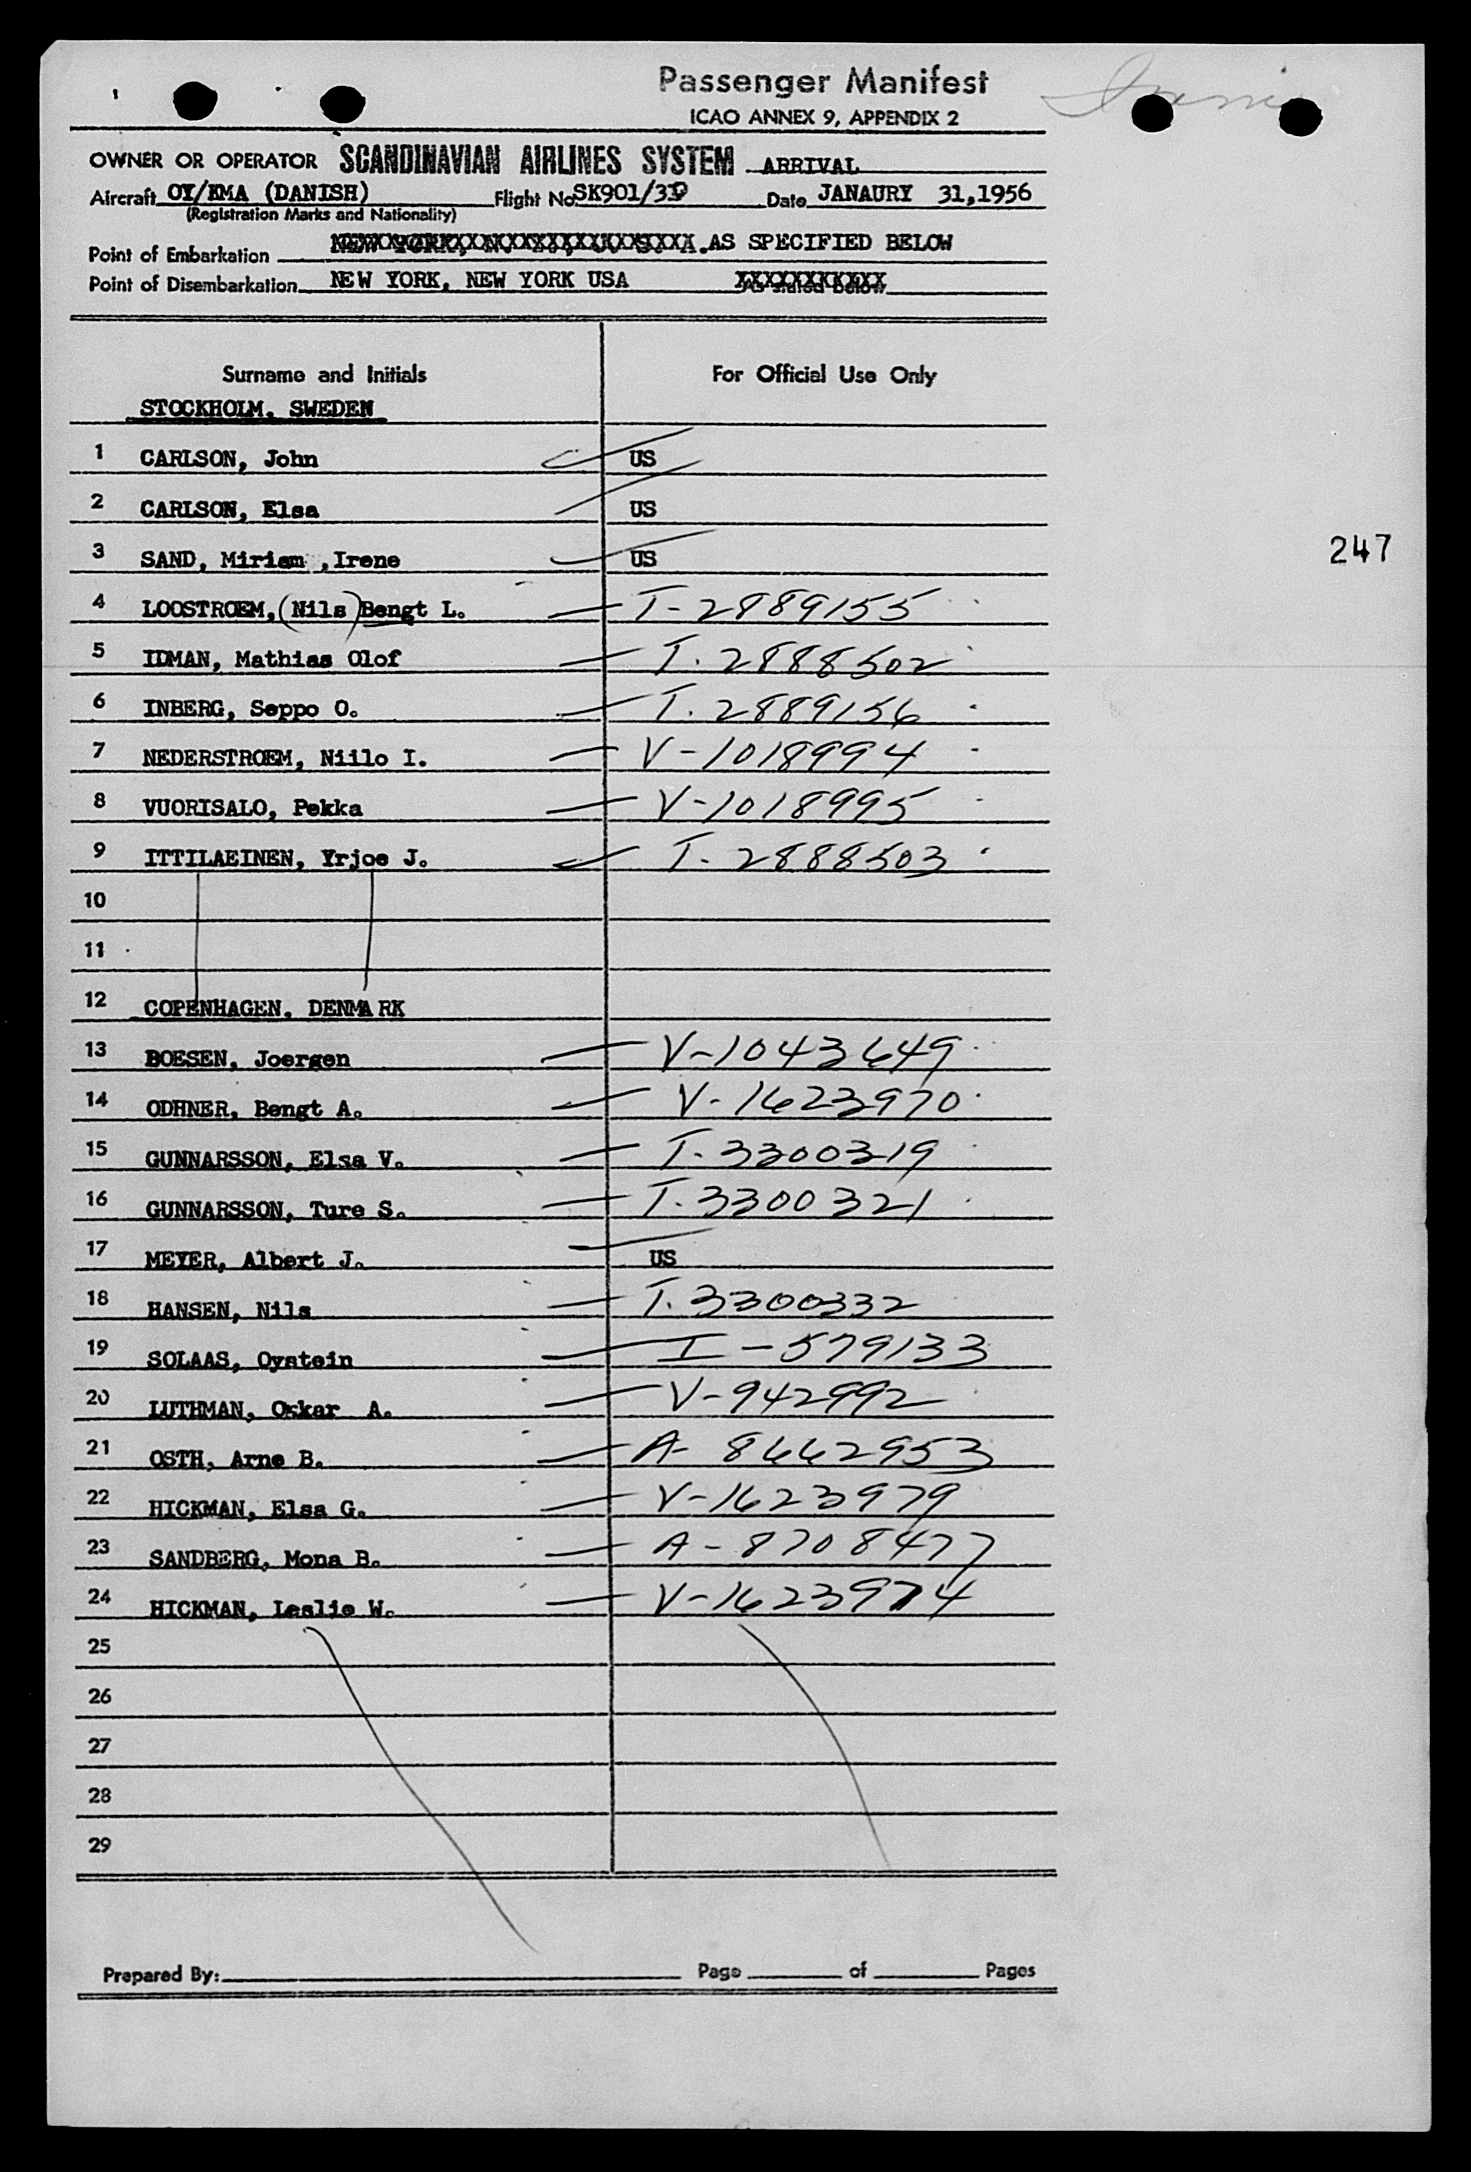 Passenger Manifest
ICAO ANNEX 9, APPENDIX 2
OWNER OR OPERATOR SCANDINAVIAN AIRLINES SYSTEM ARRIVAL
Aircraft OY/KMA (DANISH) Flight No SK901/ Date JANAURY 31,1956
(Registration Marks and Nationality)
Point of Embarkation AS SPECIFIED BELOW
Point of Disembarkation NEW YORK, NEW YORK USA As stated below
Surname and Initials For Official Use Only
STOCKHOLM. SWEDEN
1 CARLSON, John US
2 CARLSON, Elsa US
3 SAND, Miriam ,Irene US
247
4 LOOSTROEM, (Nils) Bengt L. T-2989155
5 IDMAN, Mathias Olof T. 2888502
6 INBERG, Seppo O. T. 2889156
7 NEDERSTROEM, Niilo I. V-1018994
8 VUORISALO, Pekka V-1018995
9 ITTILAEINEN, Yrjoe J. T. 2888503
10
11
12 COPENHAGEN. DENMARK
13 BOESEN, Joergen V-1043649
14 ODHNER, Bengt A. V-1623970
15 GUNNARSSON, Elsa V. T-3300319
16 GUNNARSSON, Ture S. T. 3300321
17 MEYER, Albert J. US
18 HANSEN, Nils T. 3300332
19 SOLAAS, Oystein I-579133
20 LUTHMAN, Oskar A. V-942992
21 OSTH, Arne B. A- 8662953
22 HICKMAN, Elsa G. V-1623979
23 SANDBERG, Mona B. A-8708477
24 HICKMAN, Leslie W. V-1623974
25
26
27
28
29
Prepared By: Page of Pages